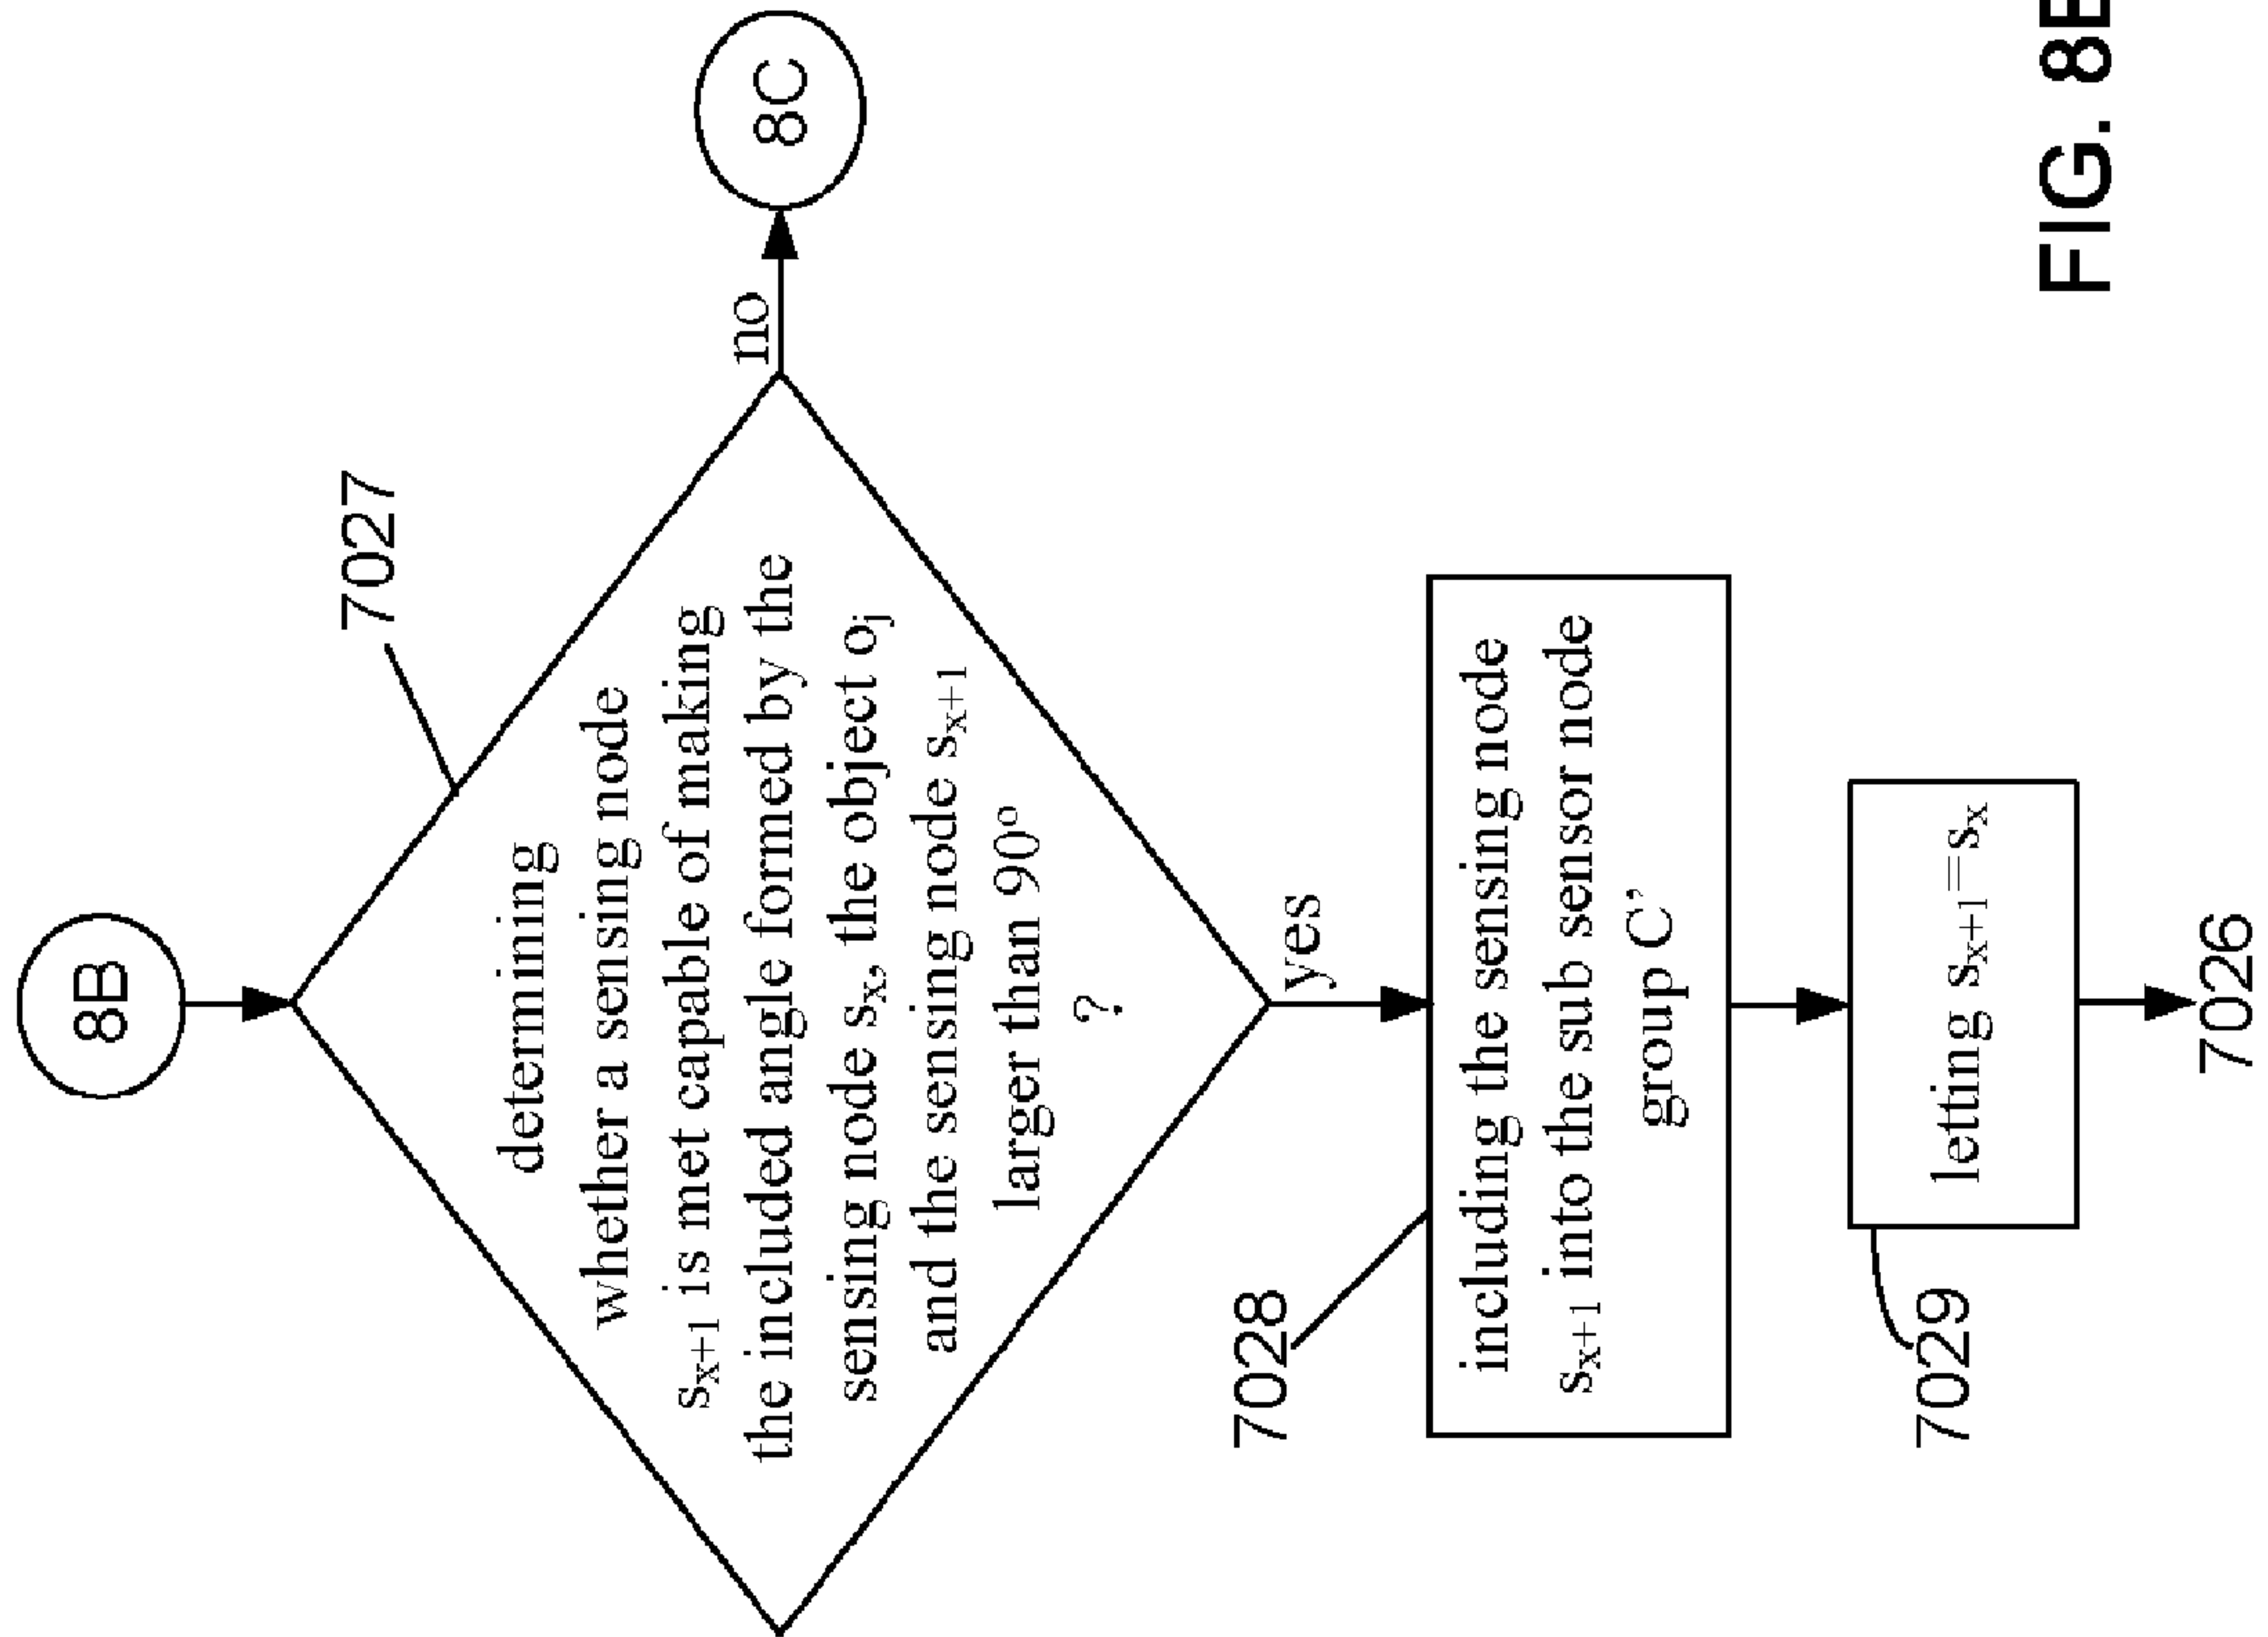 8B
7027
determining
whether a sensing node
sₓ₊₁ is met capable of making
the included angle formed by the
sensing node sₓ, the object oⱼ
and the sensing node sₓ₊₁
larger than 90°
?
no
8C
yes
7028
including the sensing node
sₓ₊₁ into the sub sensor node
group C’
7029
letting sₓ₊₁=sₓ
7026
FIG. 8B